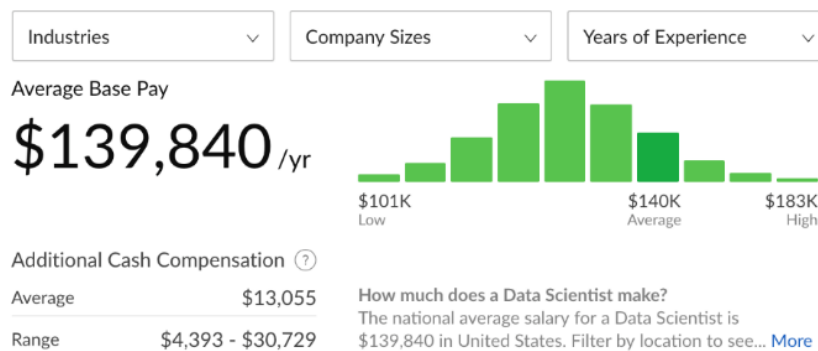 Industries
Company Sizes
Years of Experience
Average Base Pay
$139,840 /yr
$101K
Low
$140K
Average
$183K
High
Additional Cash Compensation ?
Average $13,055
Range $4,393 - $30,729
How much does a Data Scientist make?
The national average salary for a Data Scientist is
$139,840 in United States. Filter by location to see... More